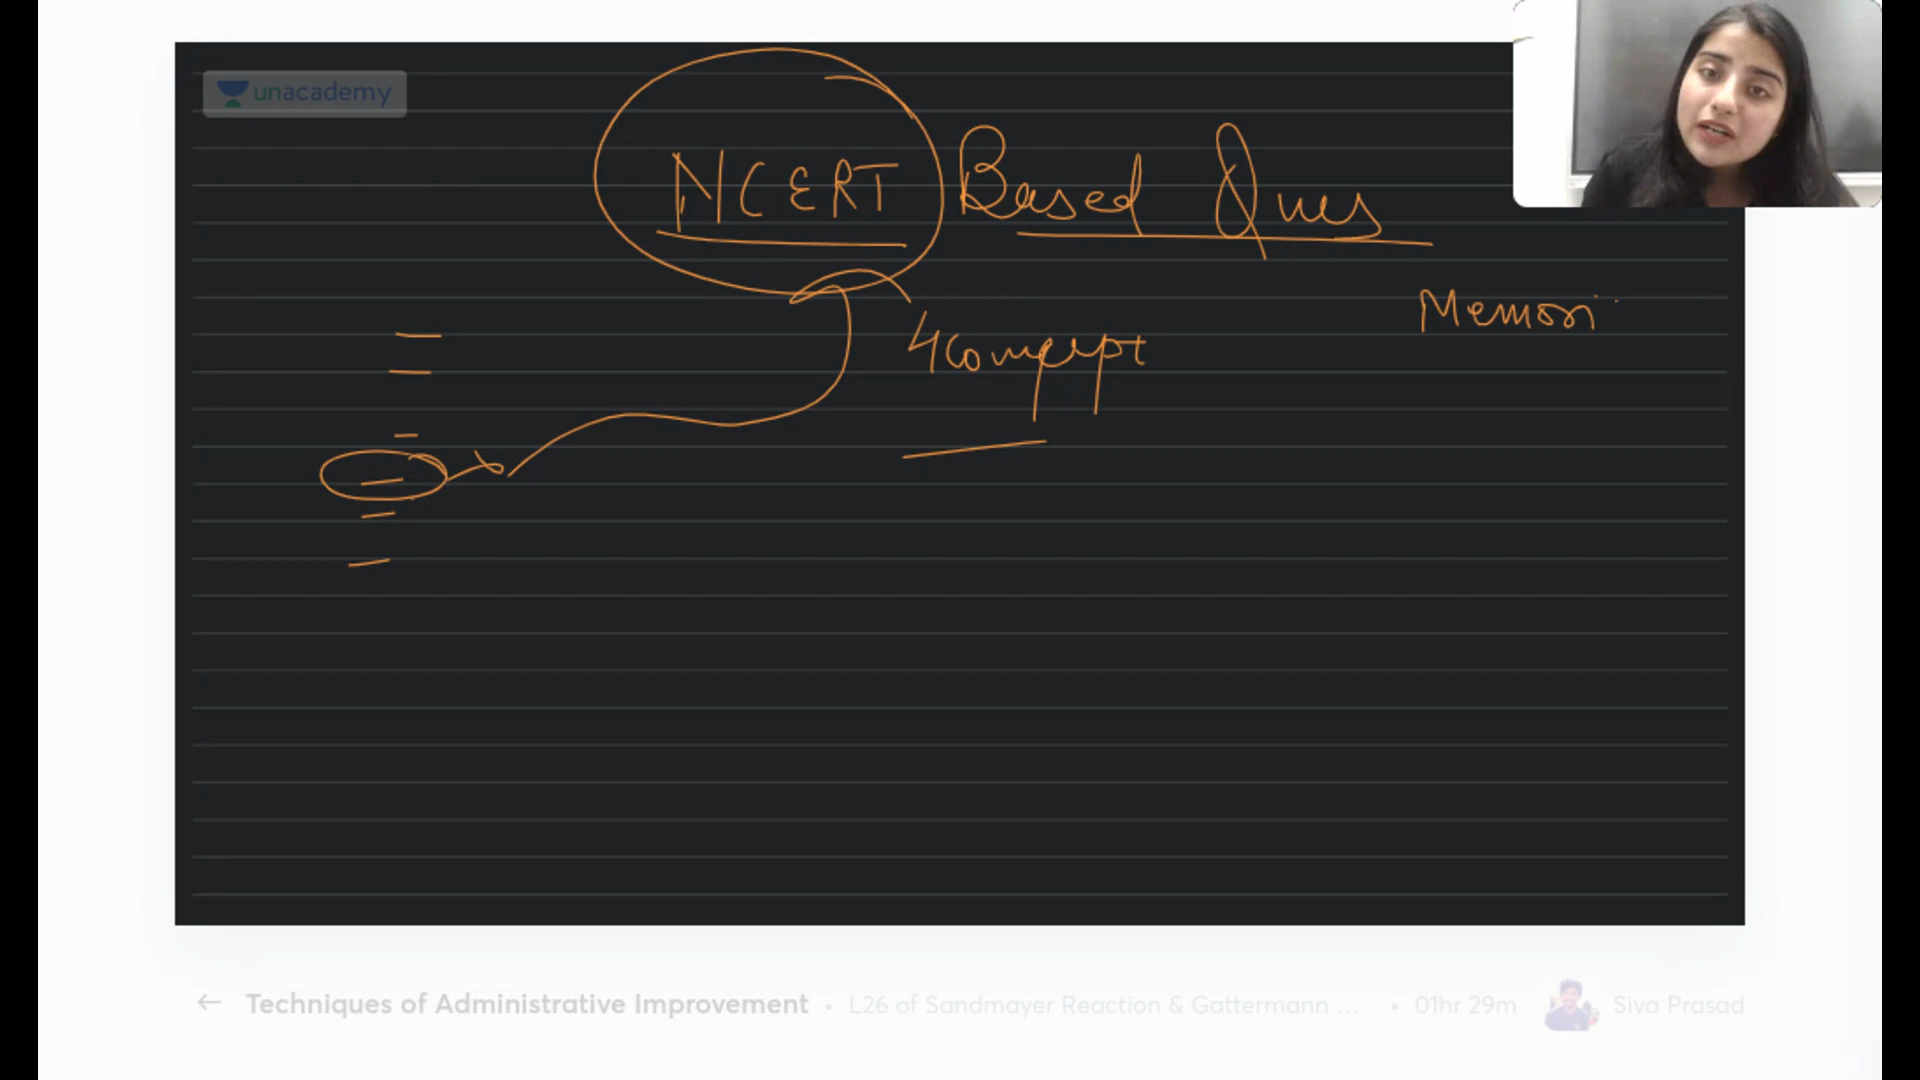 unacademy
NCERT Based Ques
Memori
4 Concept
← Techniques of Administrative Improvement • L26 of Sandmayer Reaction & Gattermann ... • 01hr 29m Siva Prasad